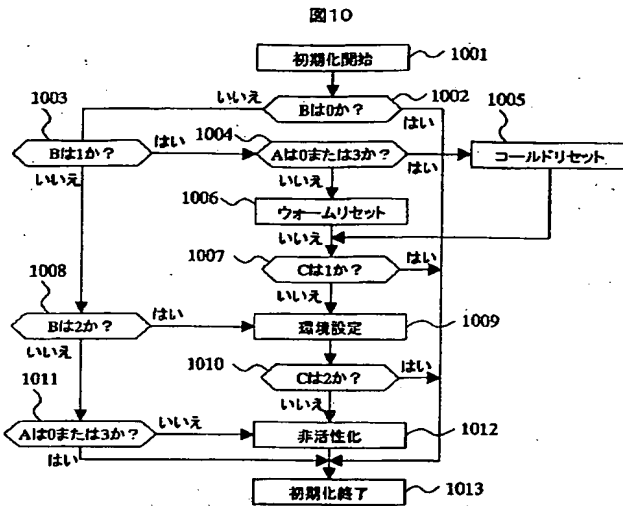 図10
初期化開始
1001
いいえ
Bは0か?
1002
はい
1003
Bは1か?
はい
1004
Aは0または3か?
はい
1005
コールドリセット
いいえ
いいえ
1006
ウォームリセット
いいえ
1007
Cは1か?
はい
いいえ
1008
Bは2か?
はい
環境設定
1009
いいえ
1010
Cは2か?
はい
いいえ
1011
Aは0または3か?
いいえ
非活性化
1012
はい
初期化終了
1013